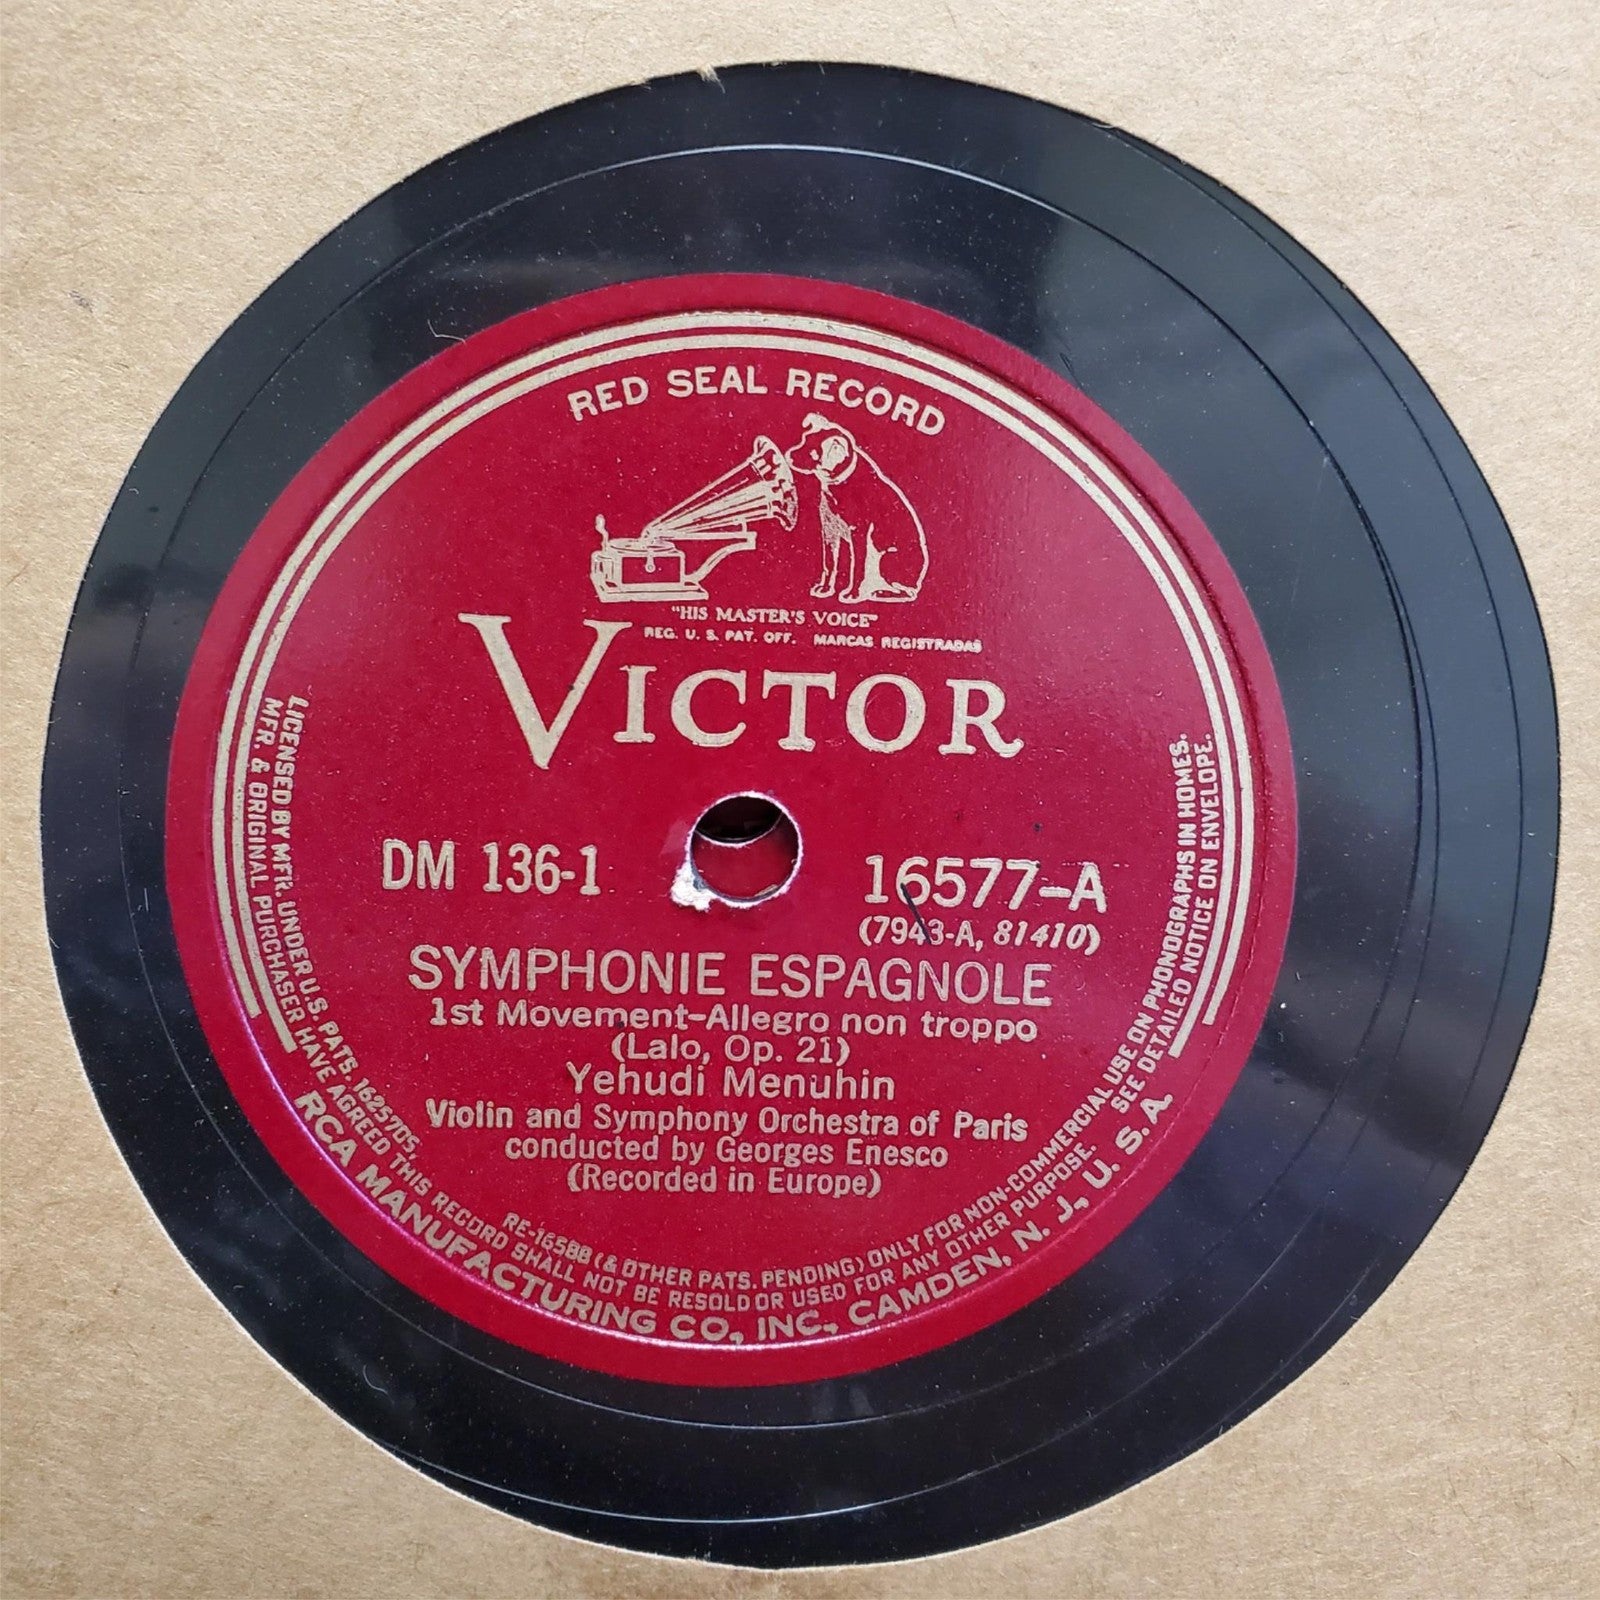 RED SEAL RECORD
"HIS MASTER'S VOICE"
REG. U. S. PAT. OFF. MARCAS REGISTRADAS
VICTOR
DM 136-1
16577-A
(7943-A, 81410)
SYMPHONIE ESPAGNOLE
1st Movement-Allegro non troppo
(Lalo, Op. 21)
Yehudi Menuhin
Violin and Symphony Orchestra of Paris
conducted by Georges Enesco
(Recorded in Europe)
LICENSED BY MFR. UNDER U.S. PATS. 1625705, RE-16588 (& OTHER PATS. PENDING) ONLY FOR NON-COMMERCIAL USE ON PHONOGRAPHS IN HOMES.
MFR. & ORIGINAL PURCHASER HAVE AGREED THIS RECORD SHALL NOT BE RESOLD OR USED FOR ANY OTHER PURPOSE. SEE DETAILED NOTICE ON ENVELOPE.
RCA MANUFACTURING CO., INC., CAMDEN, N. J., U. S. A.